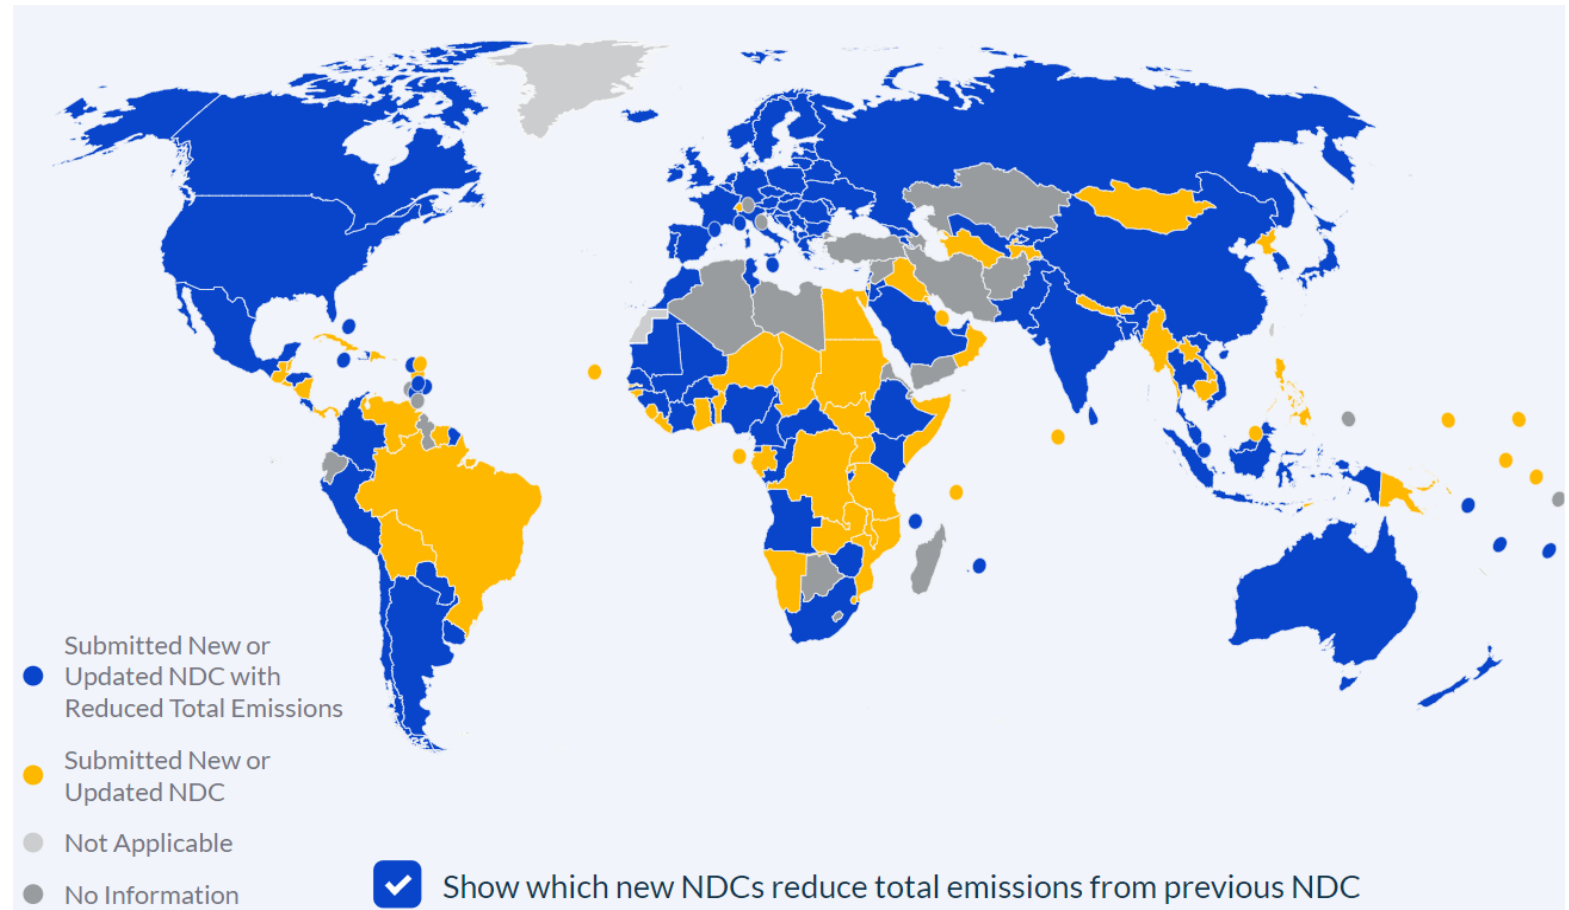 Submitted New or
Updated NDC with
Reduced Total Emissions
Submitted New or
Updated NDC
Not Applicable
No Information
Show which new NDCs reduce total emissions from previous NDC